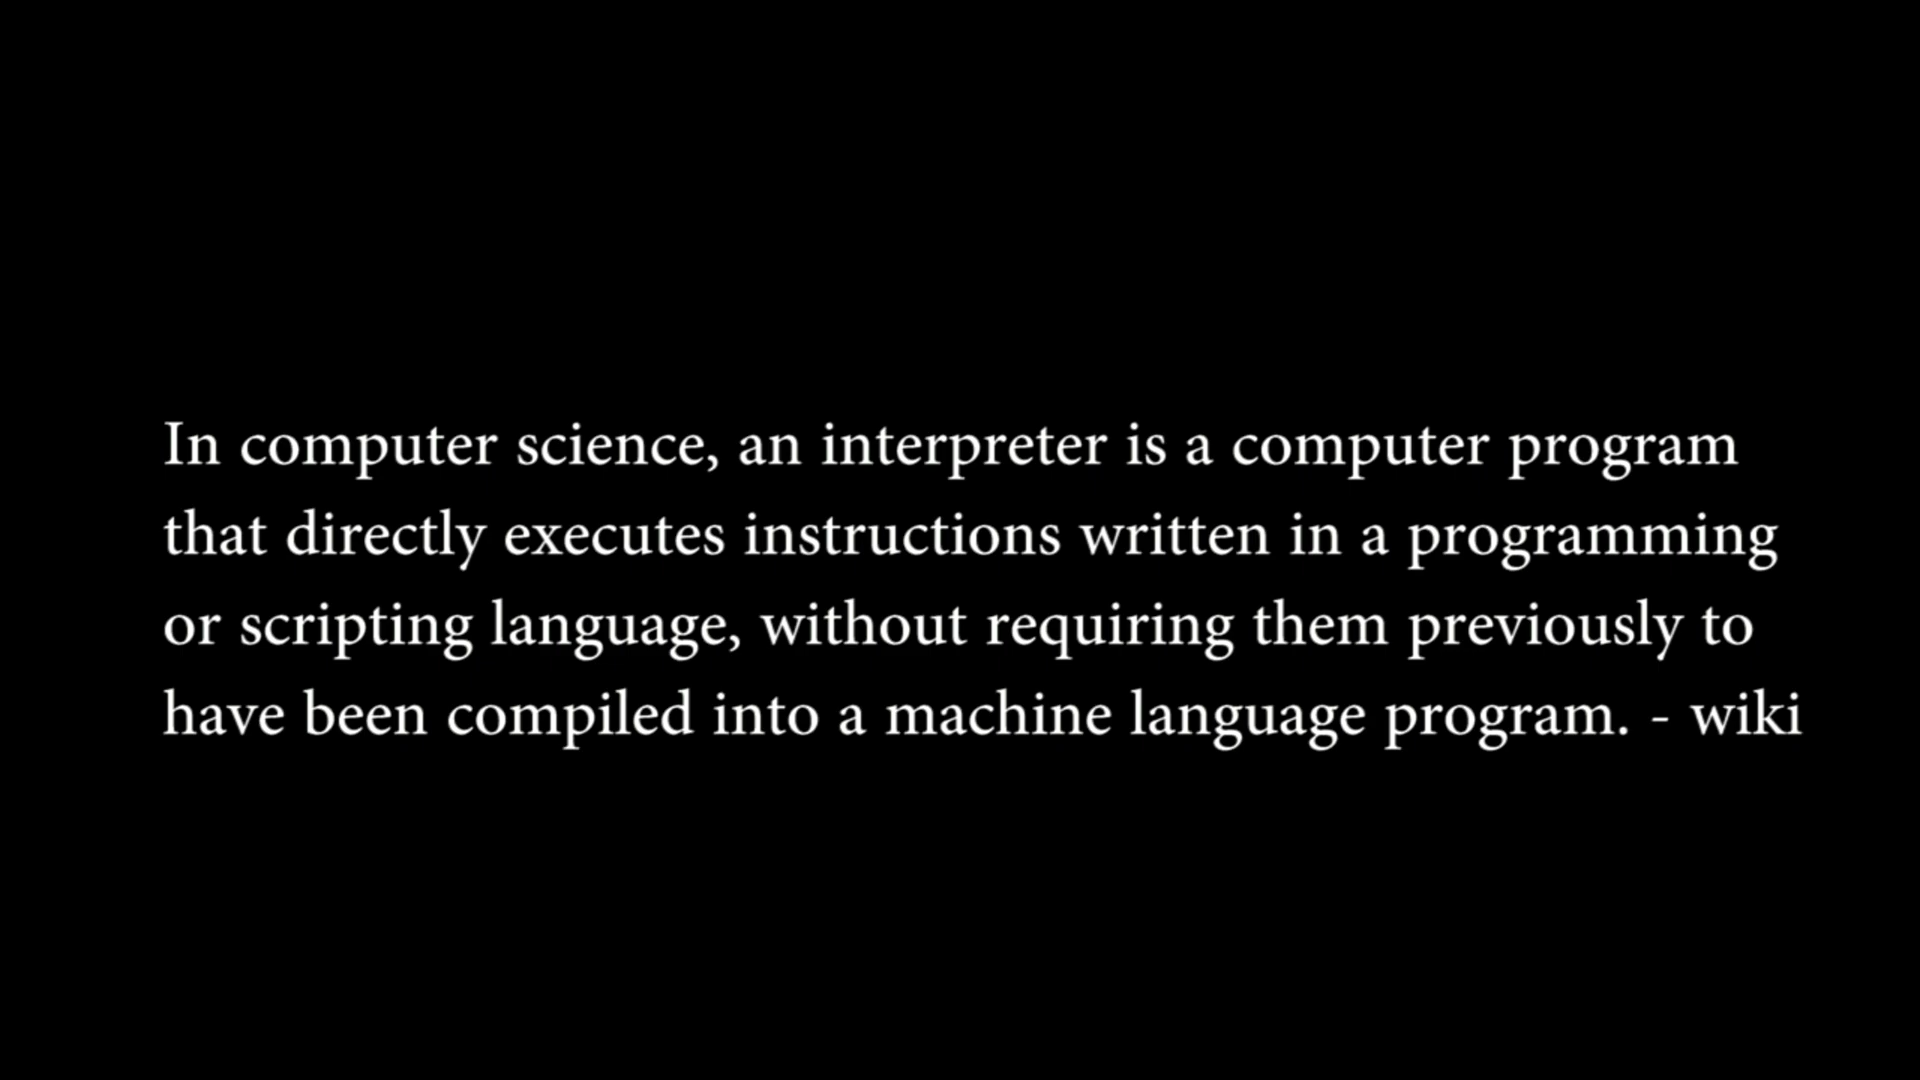 In computer science, an interpreter is a computer program
that directly executes instructions written in a programming
or scripting language, without requiring them previously to
have been compiled into a machine language program. - wiki